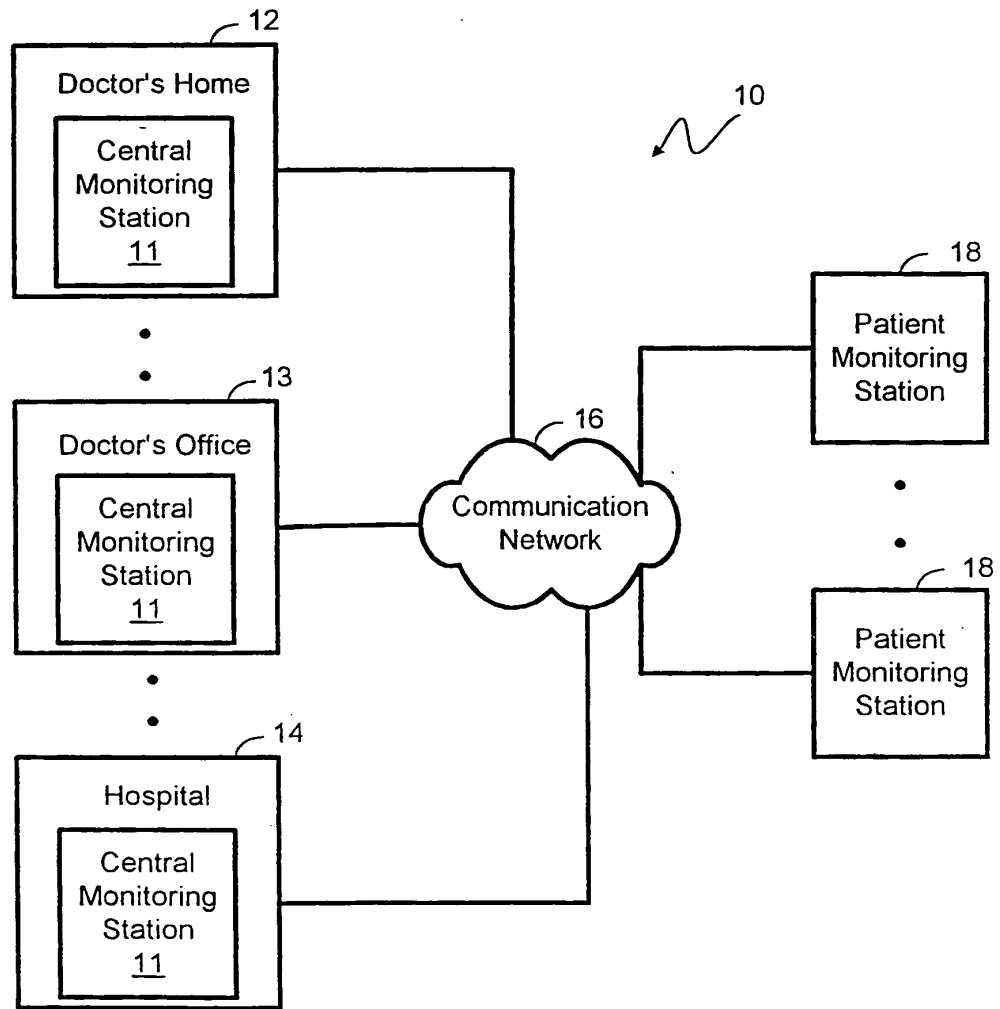 12
Doctor's Home
Central
Monitoring
Station
11
10
13
Doctor's Office
Central
Monitoring
Station
11
14
Hospital
Central
Monitoring
Station
11
16
Communication
Network
18
Patient
Monitoring
Station
18
Patient
Monitoring
Station